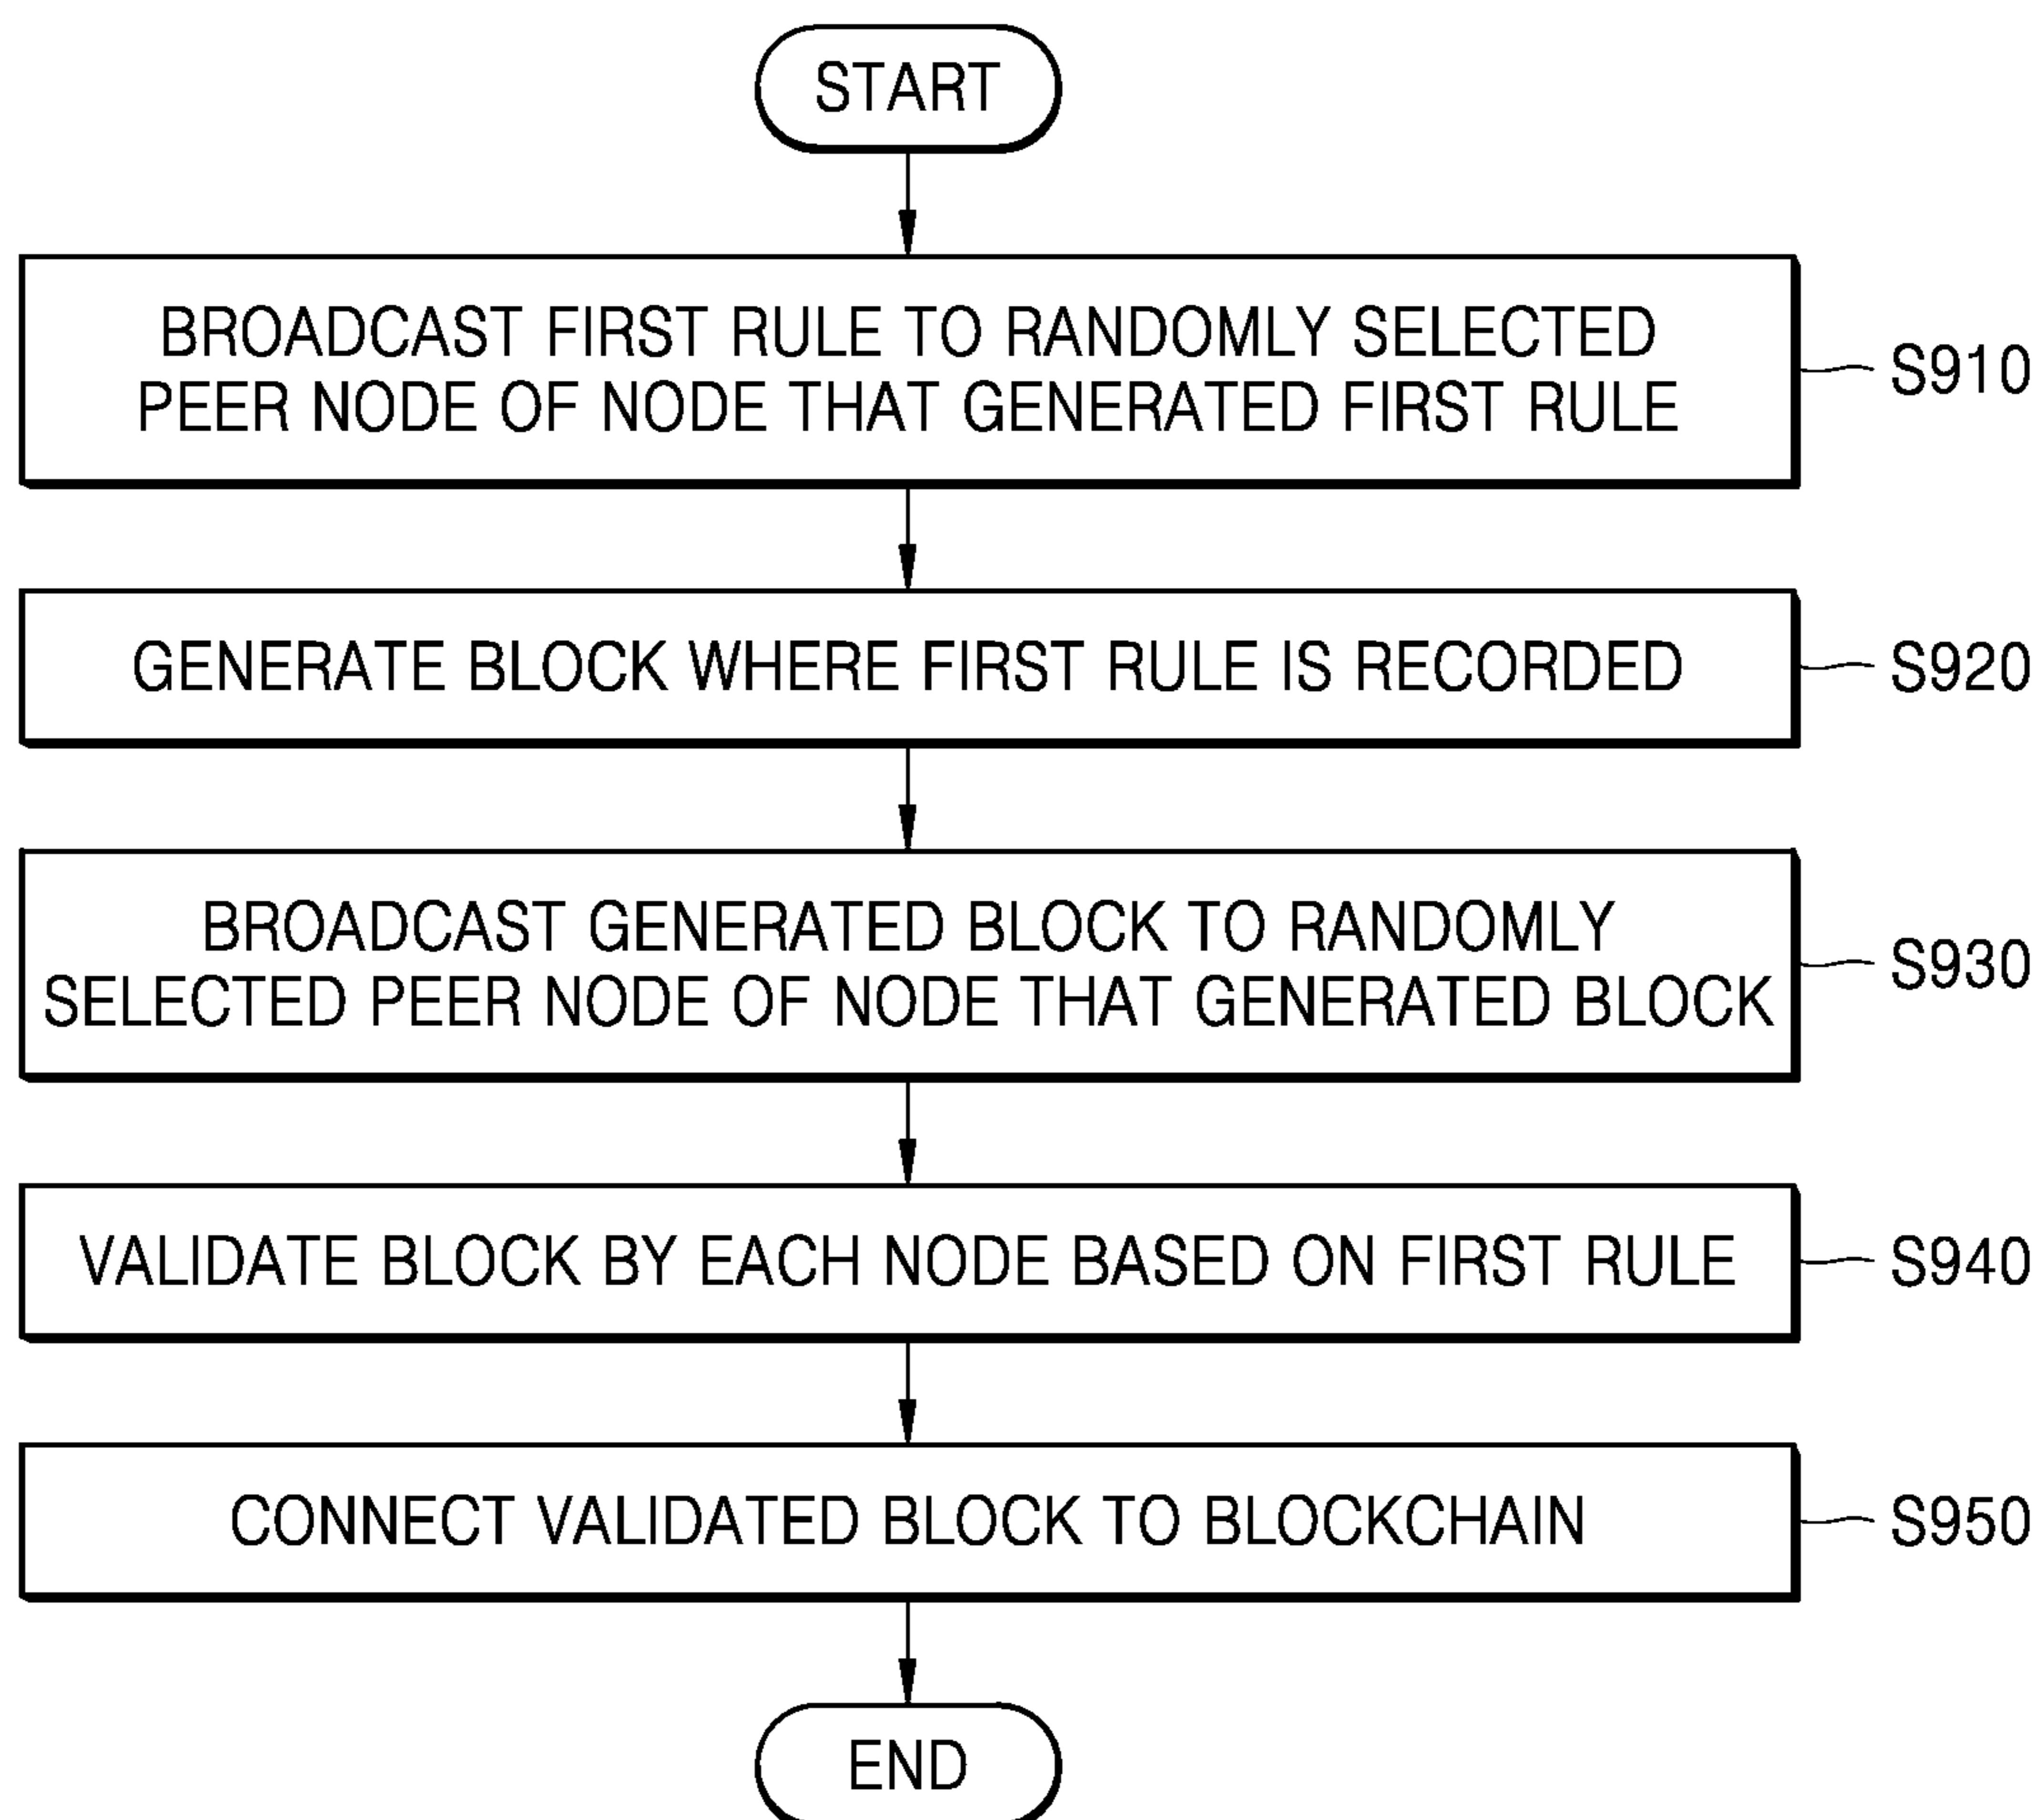 START
BROADCAST FIRST RULE TO RANDOMLY SELECTED
PEER NODE OF NODE THAT GENERATED FIRST RULE
S910
GENERATE BLOCK WHERE FIRST RULE IS RECORDED
S920
BROADCAST GENERATED BLOCK TO RANDOMLY
SELECTED PEER NODE OF NODE THAT GENERATED BLOCK
S930
VALIDATE BLOCK BY EACH NODE BASED ON FIRST RULE
S940
CONNECT VALIDATED BLOCK TO BLOCKCHAIN
S950
END